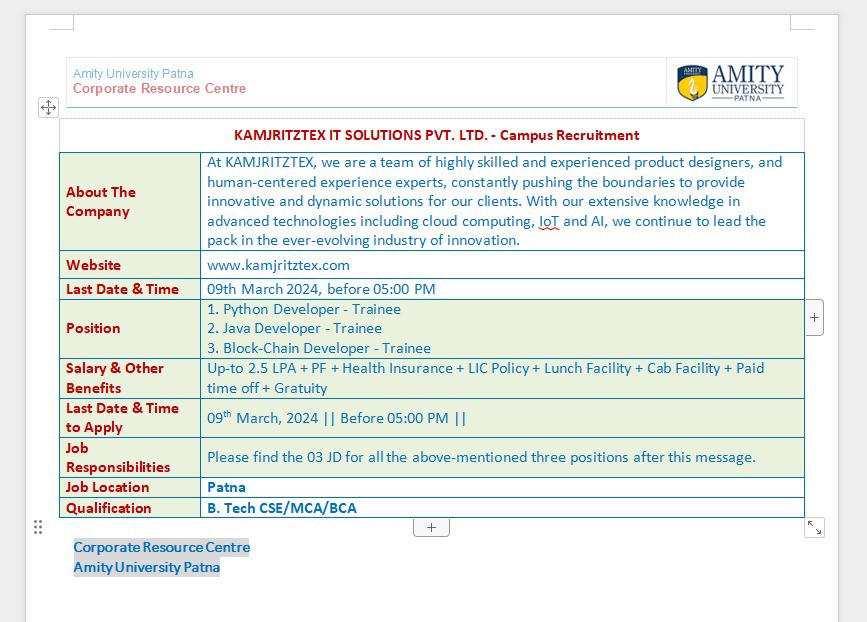 Amity University Patna
Corporate Resource Centre
AMITY
AMITY
UNIVERSITY
PATNA
KAMJRITZTEX IT SOLUTIONS PVT. LTD. - Campus Recruitment
About The
Company
At KAMJRITZTEX, we are a team of highly skilled and experienced product designers, and
human-centered experience experts, constantly pushing the boundaries to provide
innovative and dynamic solutions for our clients. With our extensive knowledge in
advanced technologies including cloud computing, IoT and AI, we continue to lead the
pack in the ever-evolving industry of innovation.
Website
www.kamjritztex.com
Last Date & Time
09th March 2024, before 05:00 PM
Position
1. Python Developer - Trainee
2. Java Developer - Trainee
3. Block-Chain Developer - Trainee
Salary & Other
Benefits
Up-to 2.5 LPA + PF + Health Insurance + LIC Policy + Lunch Facility + Cab Facility + Paid
time off + Gratuity
Last Date & Time
to Apply
09th March, 2024 || Before 05:00 PM ||
Job
Responsibilities
Please find the 03 JD for all the above-mentioned three positions after this message.
Job Location
Patna
Qualification
B. Tech CSE/MCA/BCA
Corporate Resource Centre
Amity University Patna